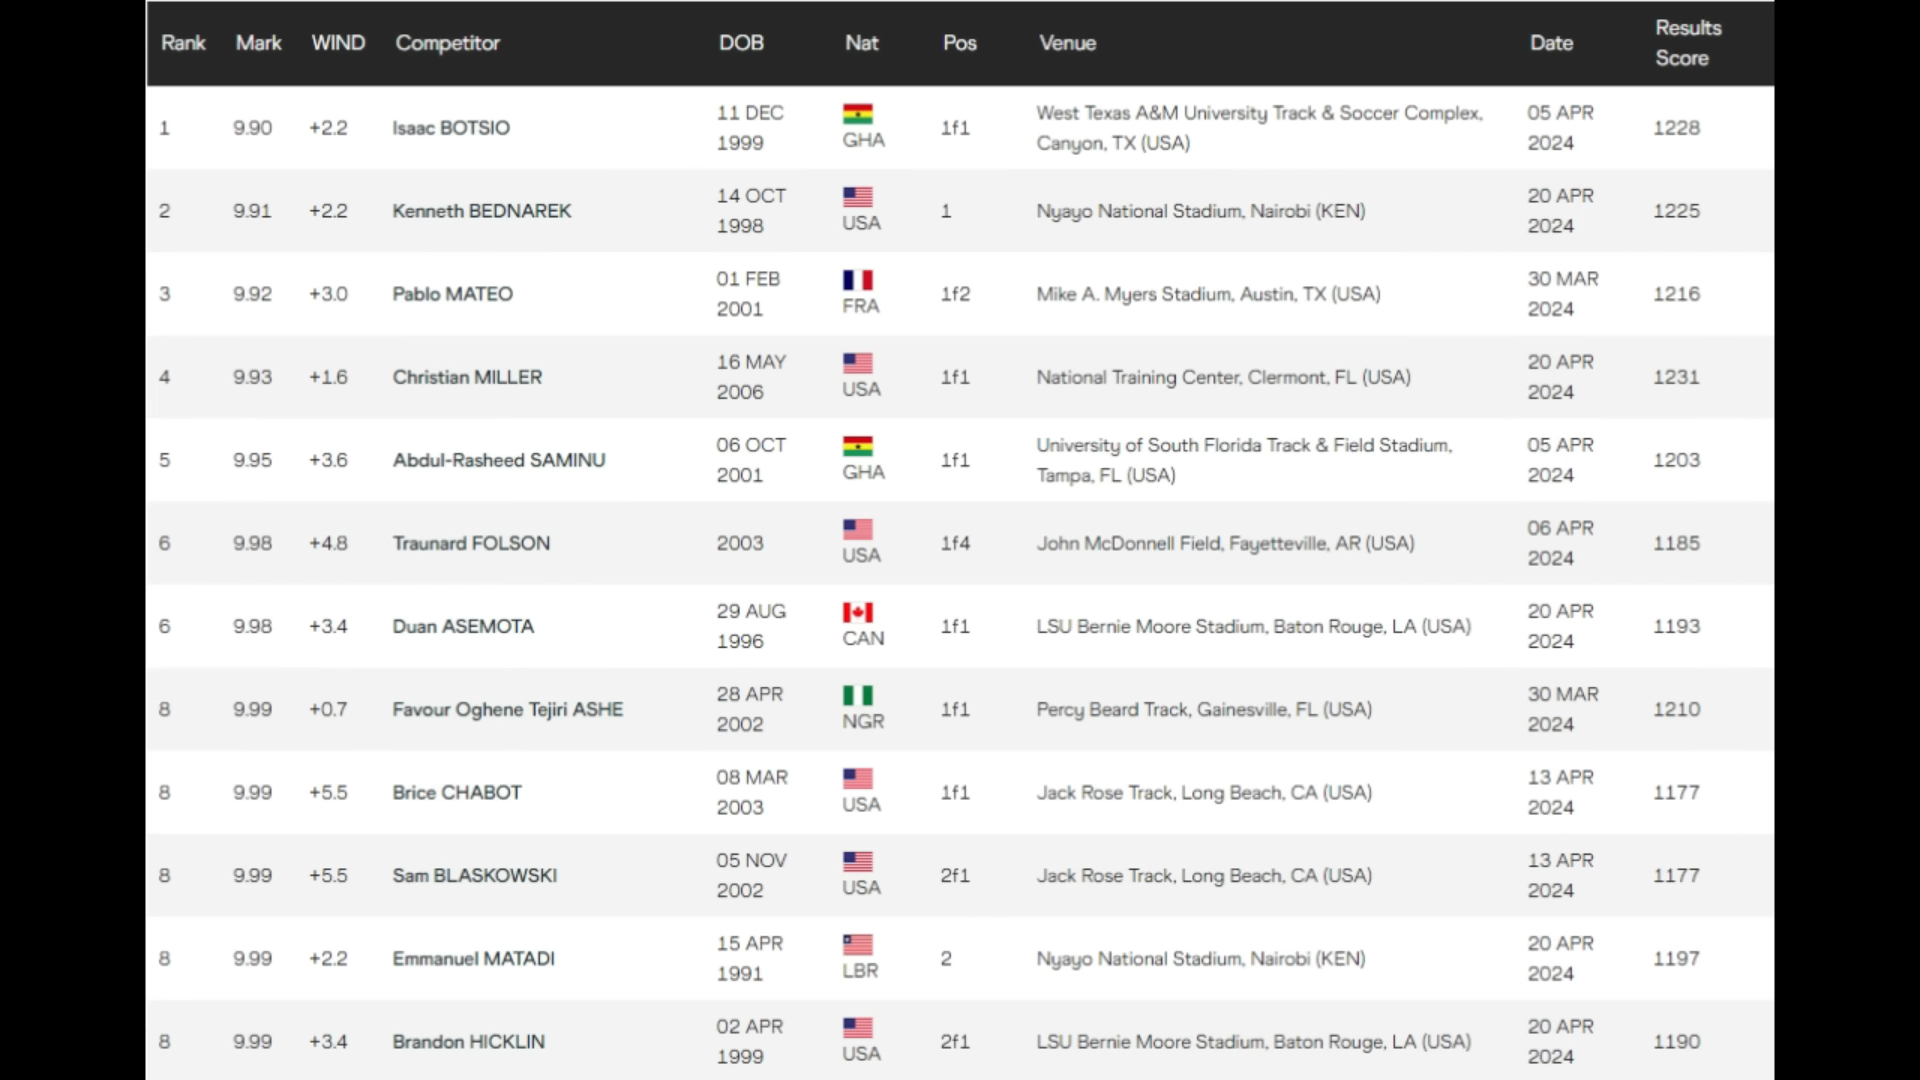 Rank Mark WIND Competitor DOB Nat Pos Venue Date Results Score
1 9.90 +2.2 Isaac BOTSIO 11 DEC 1999 GHA 1f1 West Texas A&M University Track & Soccer Complex, Canyon, TX (USA) 05 APR 2024 1228
2 9.91 +2.2 Kenneth BEDNAREK 14 OCT 1998 USA 1 Nyayo National Stadium, Nairobi (KEN) 20 APR 2024 1225
3 9.92 +3.0 Pablo MATEO 01 FEB 2001 FRA 1f2 Mike A. Myers Stadium, Austin, TX (USA) 30 MAR 2024 1216
4 9.93 +1.6 Christian MILLER 16 MAY 2006 USA 1f1 National Training Center, Clermont, FL (USA) 20 APR 2024 1231
5 9.95 +3.6 Abdul-Rasheed SAMINU 06 OCT 2001 GHA 1f1 University of South Florida Track & Field Stadium, Tampa, FL (USA) 05 APR 2024 1203
6 9.98 +4.8 Traunard FOLSON 2003 USA 1f4 John McDonnell Field, Fayetteville, AR (USA) 06 APR 2024 1185
6 9.98 +3.4 Duan ASEMOTA 29 AUG 1996 CAN 1f1 LSU Bernie Moore Stadium, Baton Rouge, LA (USA) 20 APR 2024 1193
8 9.99 +0.7 Favour Oghene Tejiri ASHE 28 APR 2002 NGR 1f1 Percy Beard Track, Gainesville, FL (USA) 30 MAR 2024 1210
8 9.99 +5.5 Brice CHABOT 08 MAR 2003 USA 1f1 Jack Rose Track, Long Beach, CA (USA) 13 APR 2024 1177
8 9.99 +5.5 Sam BLASKOWSKI 05 NOV 2002 USA 2f1 Jack Rose Track, Long Beach, CA (USA) 13 APR 2024 1177
8 9.99 +2.2 Emmanuel MATADI 15 APR 1991 LBR 2 Nyayo National Stadium, Nairobi (KEN) 20 APR 2024 1197
8 9.99 +3.4 Brandon HICKLIN 02 APR 1999 USA 2f1 LSU Bernie Moore Stadium, Baton Rouge, LA (USA) 20 APR 2024 1190